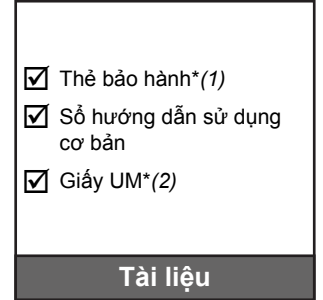 Thẻ bảo hành*(1)
Sổ hướng dẫn sử dụng
cơ bản
Giấy UM*(2)
Tài liệu